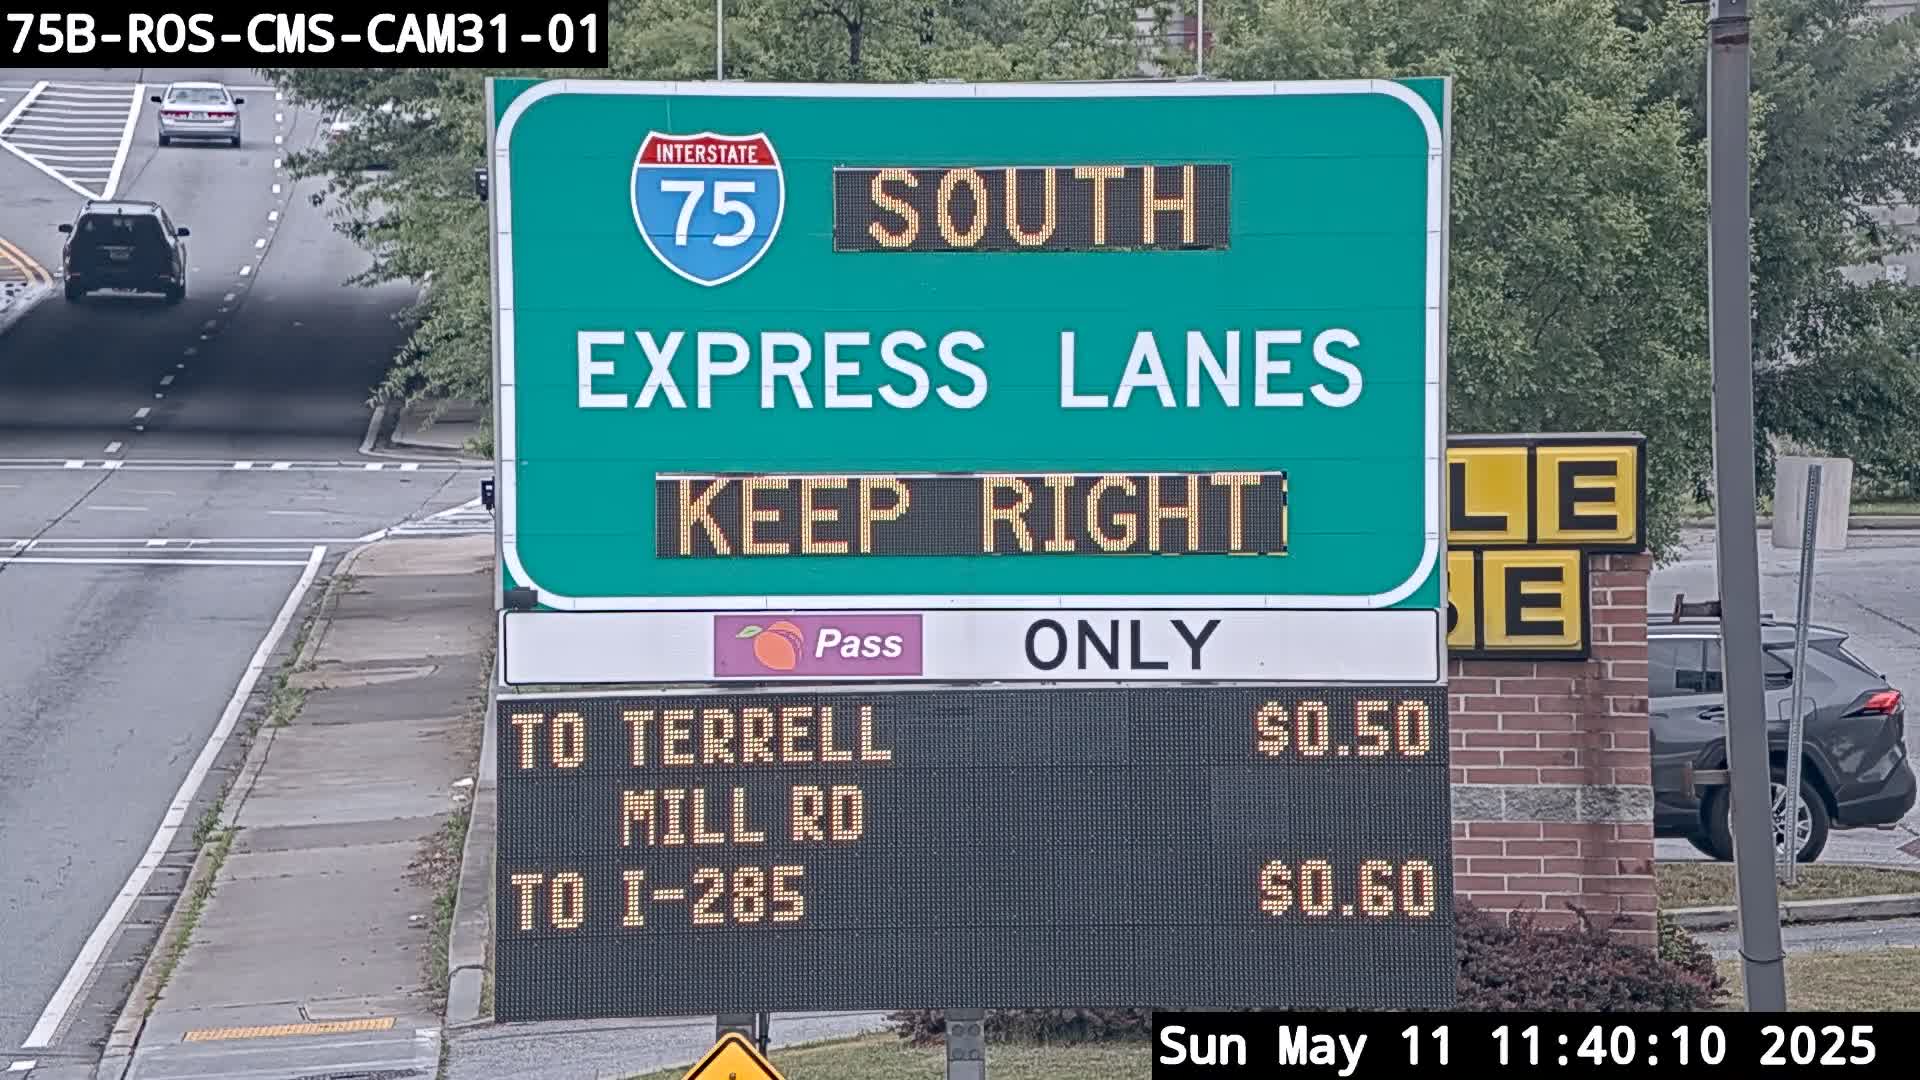 75B-ROS-CMS-CAM31-01
INTERSTATE
75
SOUTH
EXPRESS LANES
KEEP RIGHT
Pass ONLY
TO TERRELL $0.50
MILL RD
TO I-285 $0.60
LE
E
Sun May 11 11:40:10 2025